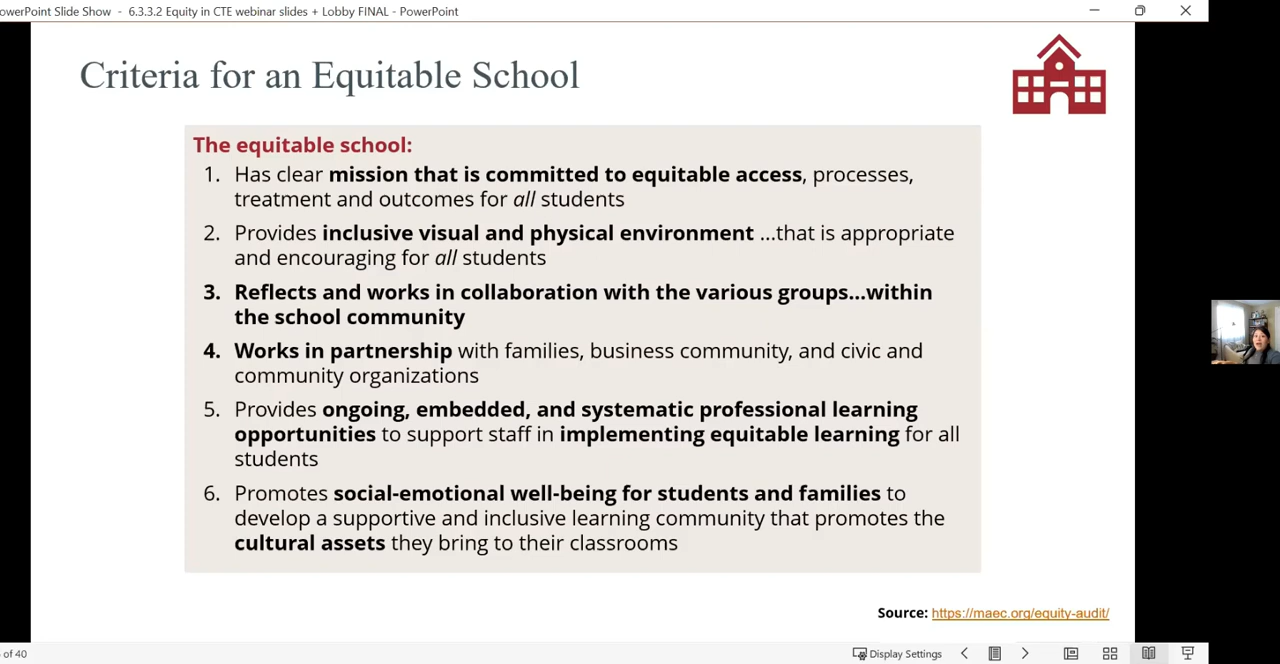 owerPoint Slide Show - 6.3.3.2 Equity in CTE webinar slides + Lobby FINAL - PowerPoint
Criteria for an Equitable School
The equitable school:
1. Has clear mission that is committed to equitable access, processes,
treatment and outcomes for all students
2. Provides inclusive visual and physical environment ...that is appropriate
and encouraging for all students
3. Reflects and works in collaboration with the various groups...within
the school community
4. Works in partnership with families, business community, and civic and
community organizations
5. Provides ongoing, embedded, and systematic professional learning
opportunities to support staff in implementing equitable learning for all
students
6. Promotes social-emotional well-being for students and families to
develop a supportive and inclusive learning community that promotes the
cultural assets they bring to their classrooms
Source: https://maec.org/equity-audit/
of 40
Display Settings